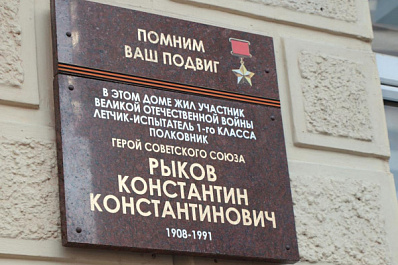 ПОМНИМ
ВАШ ПОДВИГ
В ЭТОМ ДОМЕ ЖИЛ УЧАСТНИК
ВЕЛИКОЙ ОТЕЧЕСТВЕННОЙ ВОЙНЫ
ЛЕТЧИК-ИСПЫТАТЕЛЬ 1-го КЛАССА
ПОЛКОВНИК
ГЕРОЙ СОВЕТСКОГО СОЮЗА
РЫКОВ
КОНСТАНТИН
КОНСТАНТИНОВИЧ
1908-1991